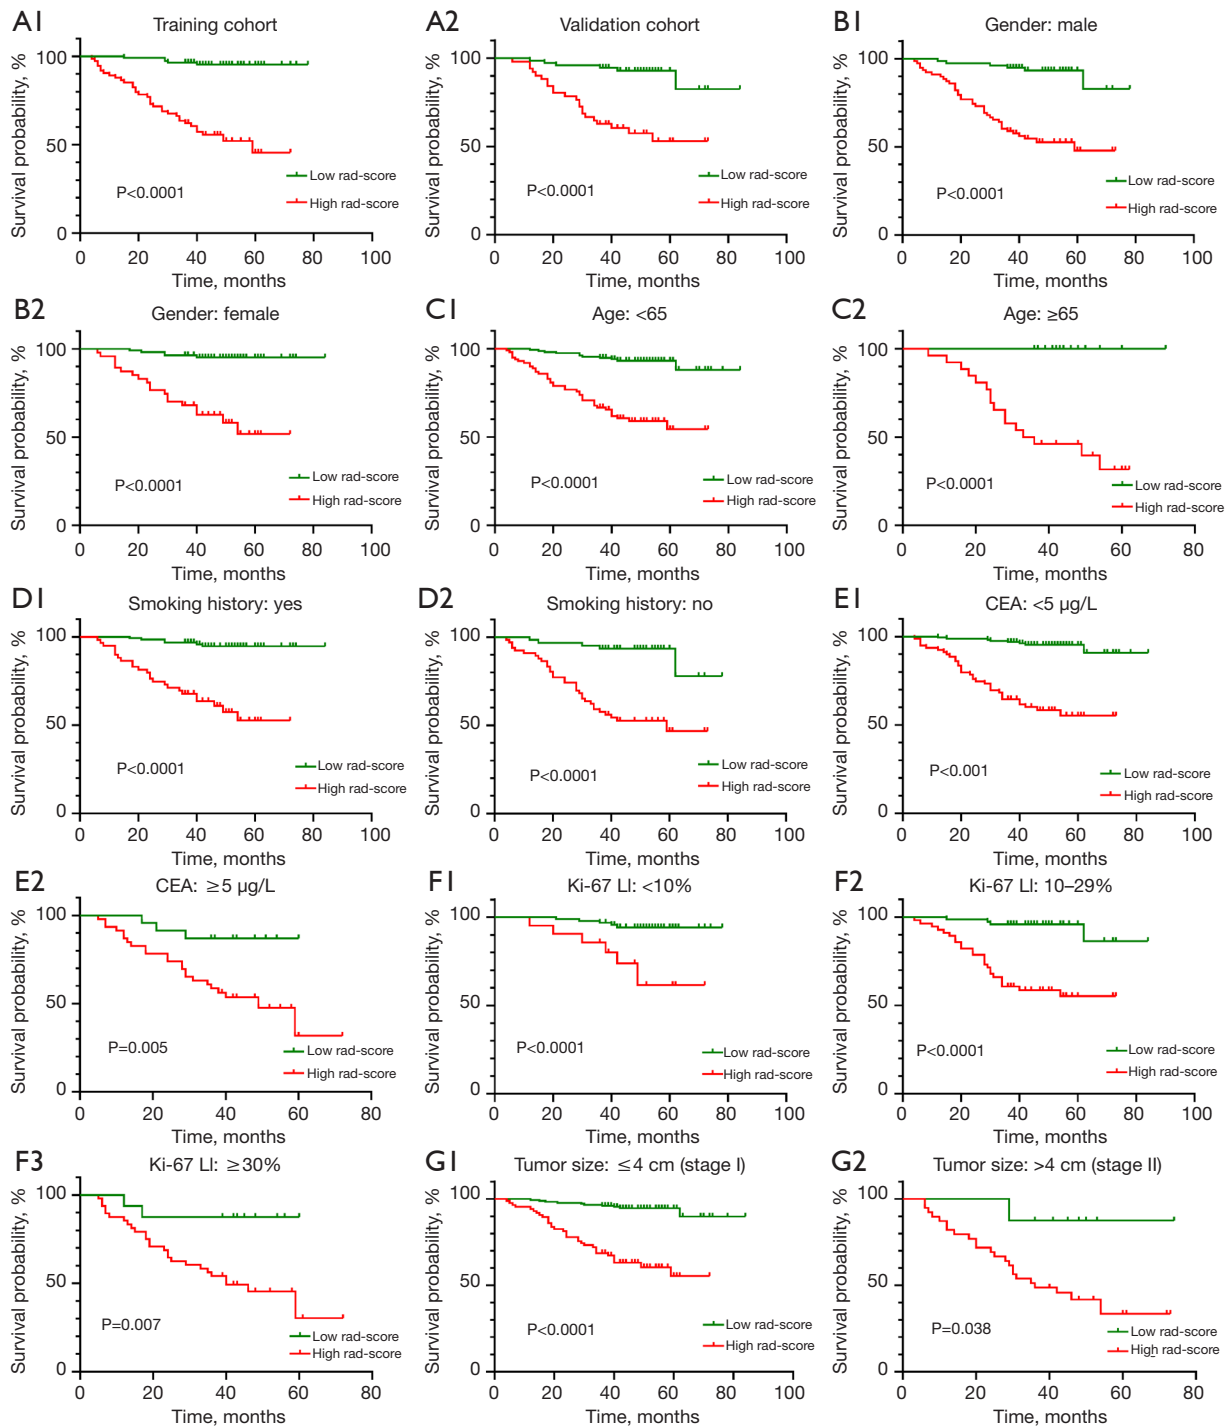 A1
Training cohort
Survival probability, %
100
50
0
P<0.0001
Low rad-score
High rad-score
0 20 40 60 80 100
Time, months
A2
Validation cohort
Survival probability, %
100
50
0
P<0.0001
Low rad-score
High rad-score
0 20 40 60 80 100
Time, months
B1
Gender: male
Survival probability, %
100
50
0
P<0.0001
Low rad-score
High rad-score
0 20 40 60 80 100
Time, months
B2
Gender: female
Survival probability, %
100
50
0
P<0.0001
Low rad-score
High rad-score
0 20 40 60 80 100
Time, months
C1
Age: <65
Survival probability, %
100
50
0
P<0.0001
Low rad-score
High rad-score
0 20 40 60 80 100
Time, months
C2
Age: ≥65
Survival probability, %
100
50
0
P<0.0001
Low rad-score
High rad-score
0 20 40 60 80
Time, months
D1
Smoking history: yes
Survival probability, %
100
50
0
P<0.0001
Low rad-score
High rad-score
0 20 40 60 80 100
Time, months
D2
Smoking history: no
Survival probability, %
100
50
0
P<0.0001
Low rad-score
High rad-score
0 20 40 60 80 100
Time, months
E1
CEA: <5 µg/L
Survival probability, %
100
50
0
P<0.001
Low rad-score
High rad-score
0 20 40 60 80 100
Time, months
E2
CEA: ≥5 µg/L
Survival probability, %
100
50
0
P=0.005
Low rad-score
High rad-score
0 20 40 60 80
Time, months
F1
Ki-67 LI: <10%
Survival probability, %
100
50
0
P<0.0001
Low rad-score
High rad-score
0 20 40 60 80 100
Time, months
F2
Ki-67 LI: 10–29%
Survival probability, %
100
50
0
P<0.0001
Low rad-score
High rad-score
0 20 40 60 80 100
Time, months
F3
Ki-67 LI: ≥30%
Survival probability, %
100
50
0
P=0.007
Low rad-score
High rad-score
0 20 40 60 80
Time, months
G1
Tumor size: ≤4 cm (stage I)
Survival probability, %
100
50
0
P<0.0001
Low rad-score
High rad-score
0 20 40 60 80 100
Time, months
G2
Tumor size: >4 cm (stage II)
Survival probability, %
100
50
0
P=0.038
Low rad-score
High rad-score
0 20 40 60 80
Time, months